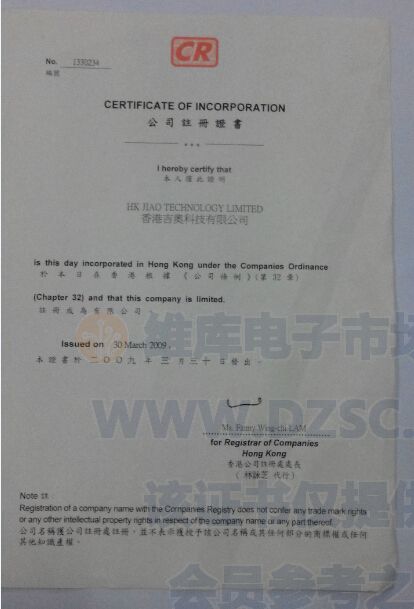 CR
No. 1330234
編號
CERTIFICATE OF INCORPORATION
公司註冊證書
I hereby certify that
本人謹此證明
HK JIAO TECHNOLOGY LIMITED
香港吉奧科技有限公司
is this day incorporated in Hong Kong under the Companies Ordinance
於本日在香港根據《公司條例》(第32章)
(Chapter 32) and that this company is limited.
註冊成為有限公司
Issued on 30 March 2009.
本證書於二〇〇九年三月三十日發出。
维库电子市场
WWW.DZSC.
Ms. Fanny Wing-chi LAM
for Registrar of Companies
Hong Kong
香港公司註冊處處長
(林詠芝 代行)
该证书仅提供
Note 註:
Registration of a company name with the Companies Registry does not confer any trade mark rights
or any other intellectual property rights in respect of the company name or any part thereof.
公司名稱獲公司註冊處註冊,並不表示獲授予該公司名稱或其任何部分的商標權或任何
其他知識產權。
会员参考之